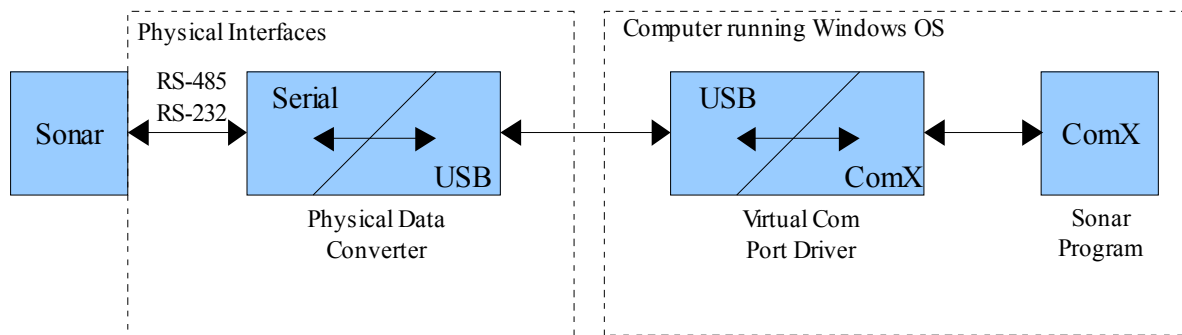 Physical Interfaces
Computer running Windows OS
RS-485
RS-232
Sonar
Serial
USB
USB
ComX
ComX
Physical Data
Converter
Virtual Com
Port Driver
Sonar
Program